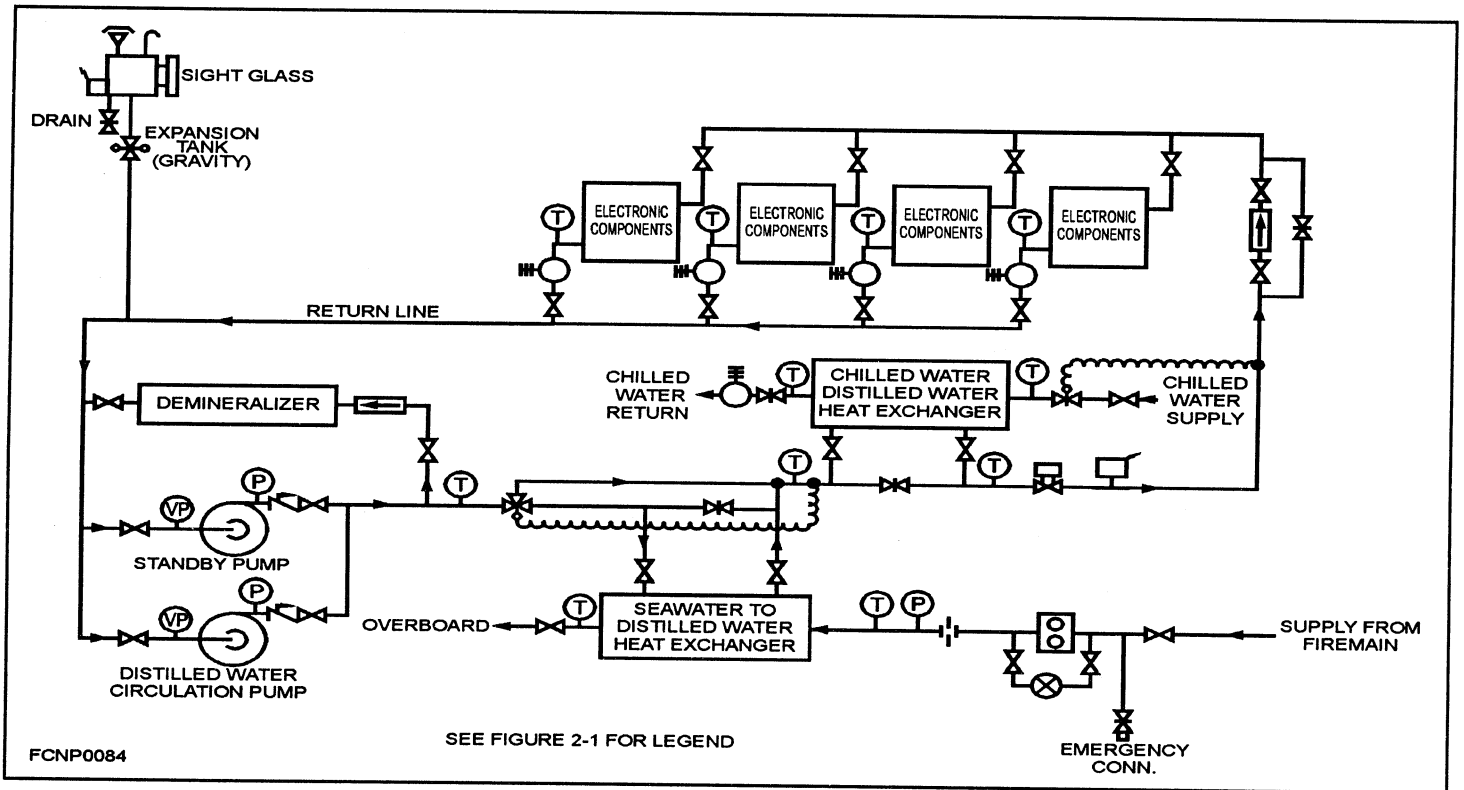 SIGHT GLASS
DRAIN
EXPANSION
TANK
(GRAVITY)
T
ELECTRONIC
COMPONENTS
T
ELECTRONIC
COMPONENTS
T
ELECTRONIC
COMPONENTS
T
ELECTRONIC
COMPONENTS
RETURN LINE
CHILLED
WATER
RETURN
T
CHILLED WATER
DISTILLED WATER
HEAT EXCHANGER
T
CHILLED
WATER
SUPPLY
DEMINERALIZER
T
T
T
VP
P
STANDBY PUMP
VP
P
DISTILLED WATER
CIRCULATION PUMP
OVERBOARD
T
SEAWATER TO
DISTILLED WATER
HEAT EXCHANGER
T
P
SUPPLY FROM
FIREMAIN
EMERGENCY
CONN.
SEE FIGURE 2-1 FOR LEGEND
FCNP0084